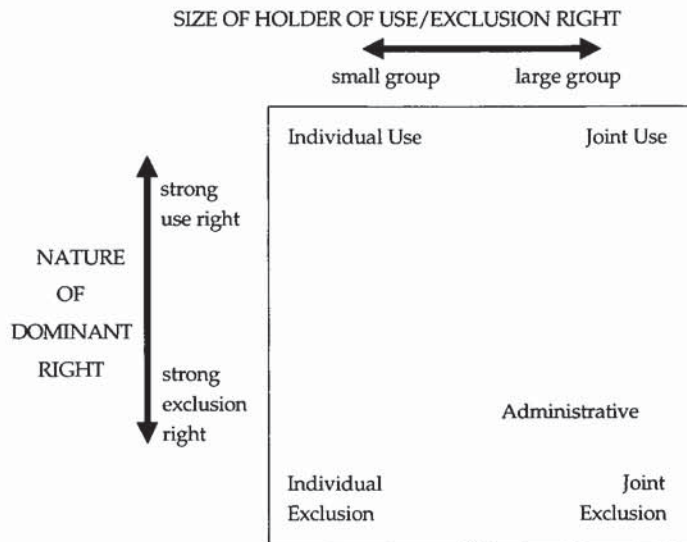 SIZE OF HOLDER OF USE/EXCLUSION RIGHT
small group large group
Individual Use Joint Use
strong
use right
NATURE
OF
DOMINANT
RIGHT
strong
exclusion
right
Administrative
Individual
Exclusion
Joint
Exclusion